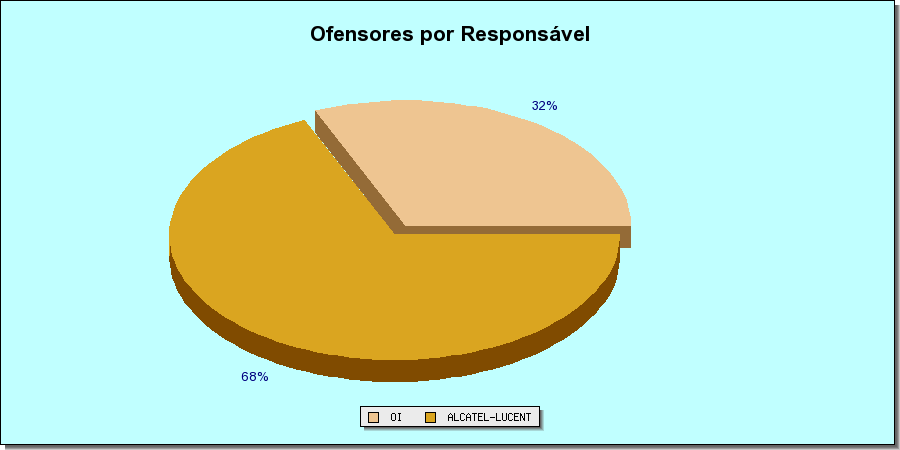 Ofensores por Responsável
32%
68%
OI ALCATEL-LUCENT